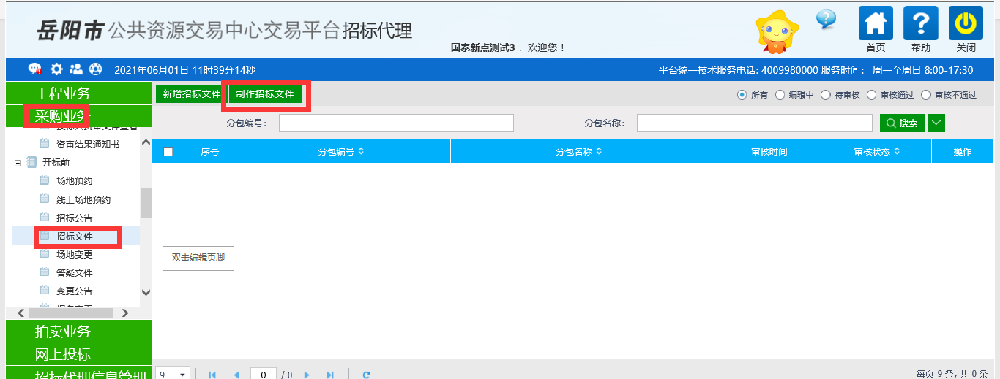 岳阳市公共资源交易中心交易平台招标代理
国泰新点测试3 ，欢迎您！
首页 帮助 关闭
2021年06月01日 11时39分14秒
平台统一技术服务电话: 4009980000 服务时间： 周一至周日 8:00-17:30
工程业务
采购业务
资审结果通知书
开标前
场地预约
线上场地预约
招标公告
招标文件
场地变更
答疑文件
变更公告
拍卖业务
网上投标
招标代理信息管理
新增招标文件 制作招标文件
所有 编辑中 待审核 审核通过 审核不通过
分包编号： 分包名称： 搜索
序号 分包编号 分包名称 审核时间 审核状态 操作
双击编辑页脚
9 0 / 0
每页 9 条, 共 0 条